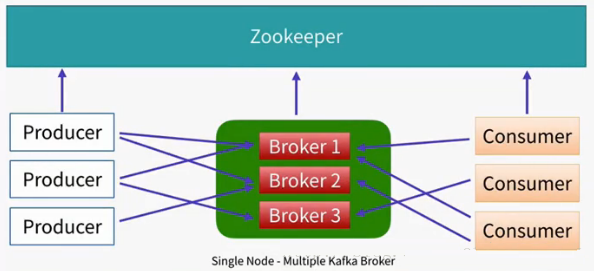 Zookeeper
Producer
Producer
Producer
Broker 1
Broker 2
Broker 3
Consumer
Consumer
Consumer
Single Node - Multiple Kafka Broker